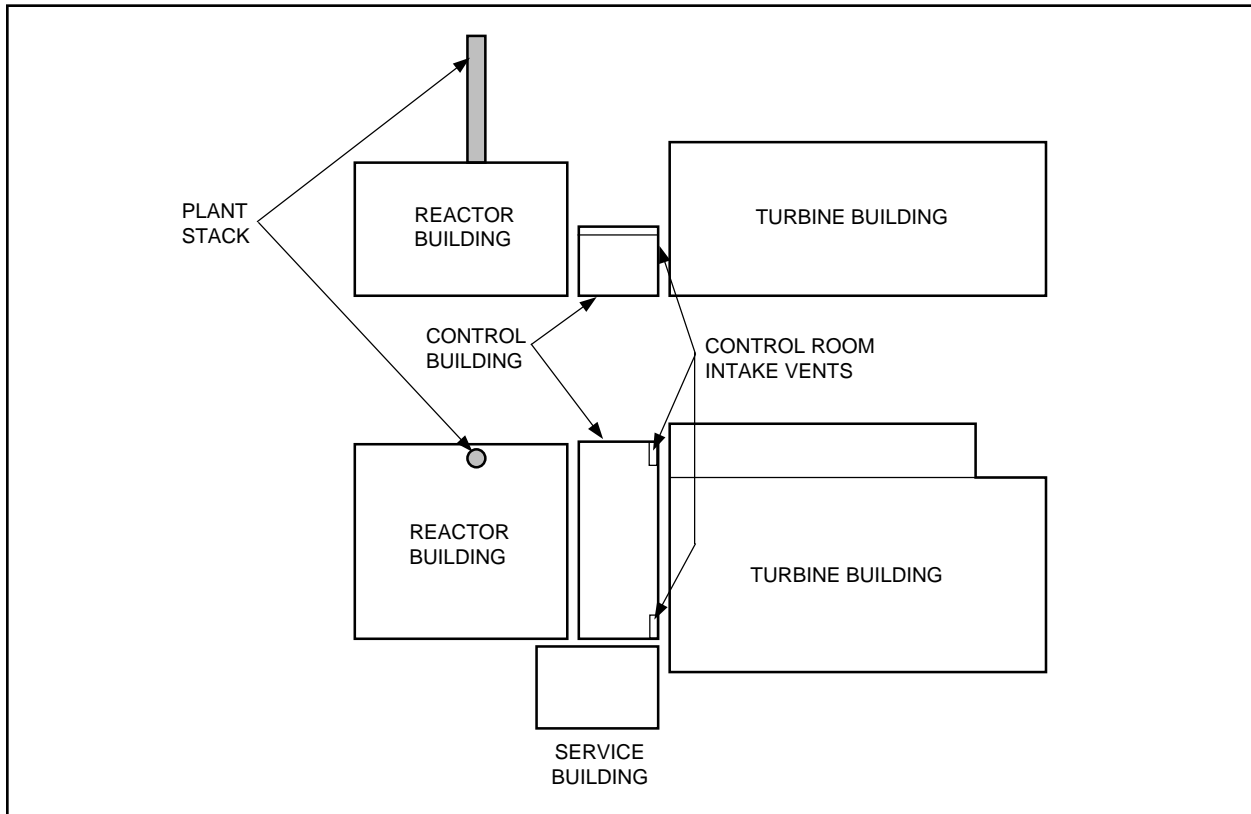 PLANT
STACK
REACTOR
BUILDING
TURBINE BUILDING
CONTROL
BUILDING
CONTROL ROOM
INTAKE VENTS
REACTOR
BUILDING
TURBINE BUILDING
SERVICE
BUILDING